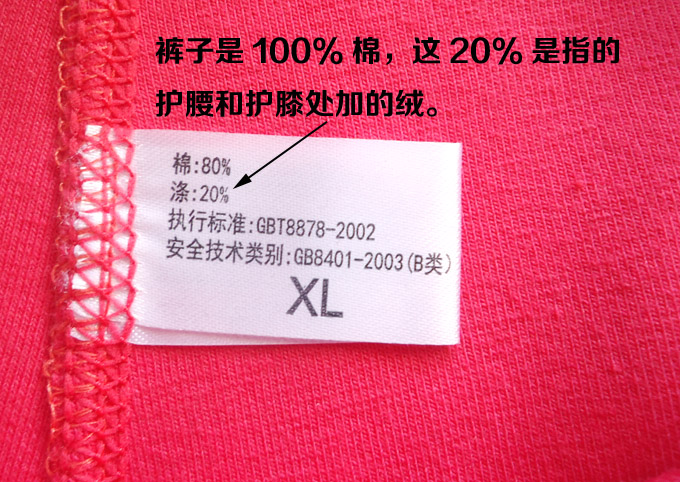 裤子是 100% 棉，这 20% 是指的
护腰和护膝处加的绒。
棉:80%
涤:20%
执行标准:GBT8878-2002
安全技术类别:GB8401-2003(B类)
XL